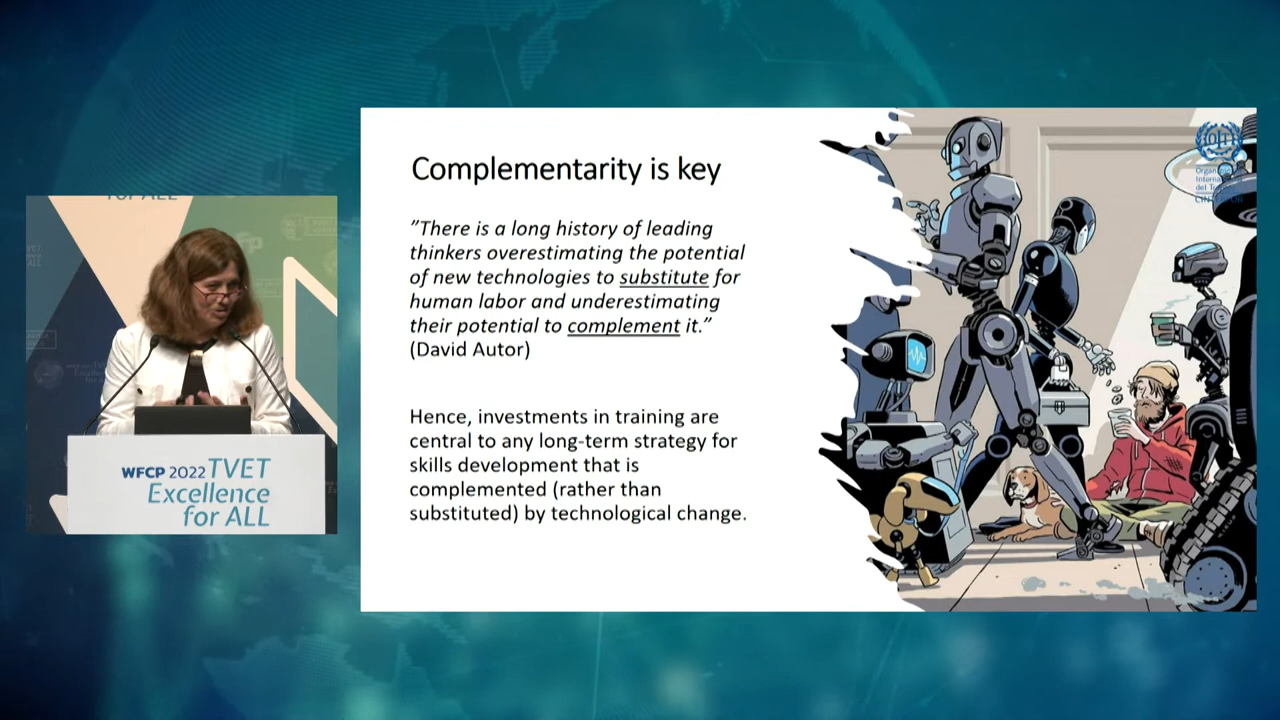 Complementarity is key
”There is a long history of leading
thinkers overestimating the potential
of new technologies to substitute for
human labor and underestimating
their potential to complement it.”
(David Autor)
Hence, investments in training are
central to any long-term strategy for
skills development that is
complemented (rather than
substituted) by technological change.
for ALL
WFCP 2022 TVET
Excellence
for ALL